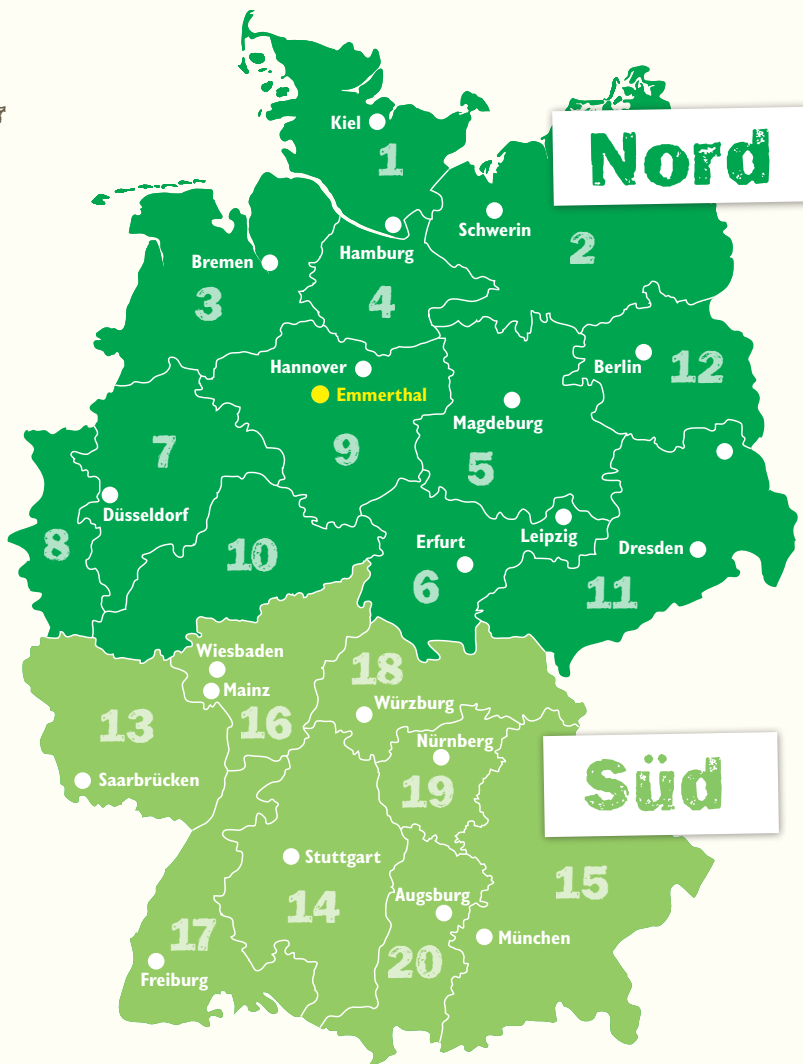 Kiel
1
Nord
Schwerin
2
Hamburg
Bremen
3
4
Hannover
Emmerthal
Berlin
12
Magdeburg
7
9
5
Düsseldorf
8
10
Erfurt
6
Leipzig
Dresden
11
Wiesbaden
Mainz
18
Würzburg
13
16
Saarbrücken
Nürnberg
19
Süd
Stuttgart
14
15
Augsburg
München
17
20
Freiburg